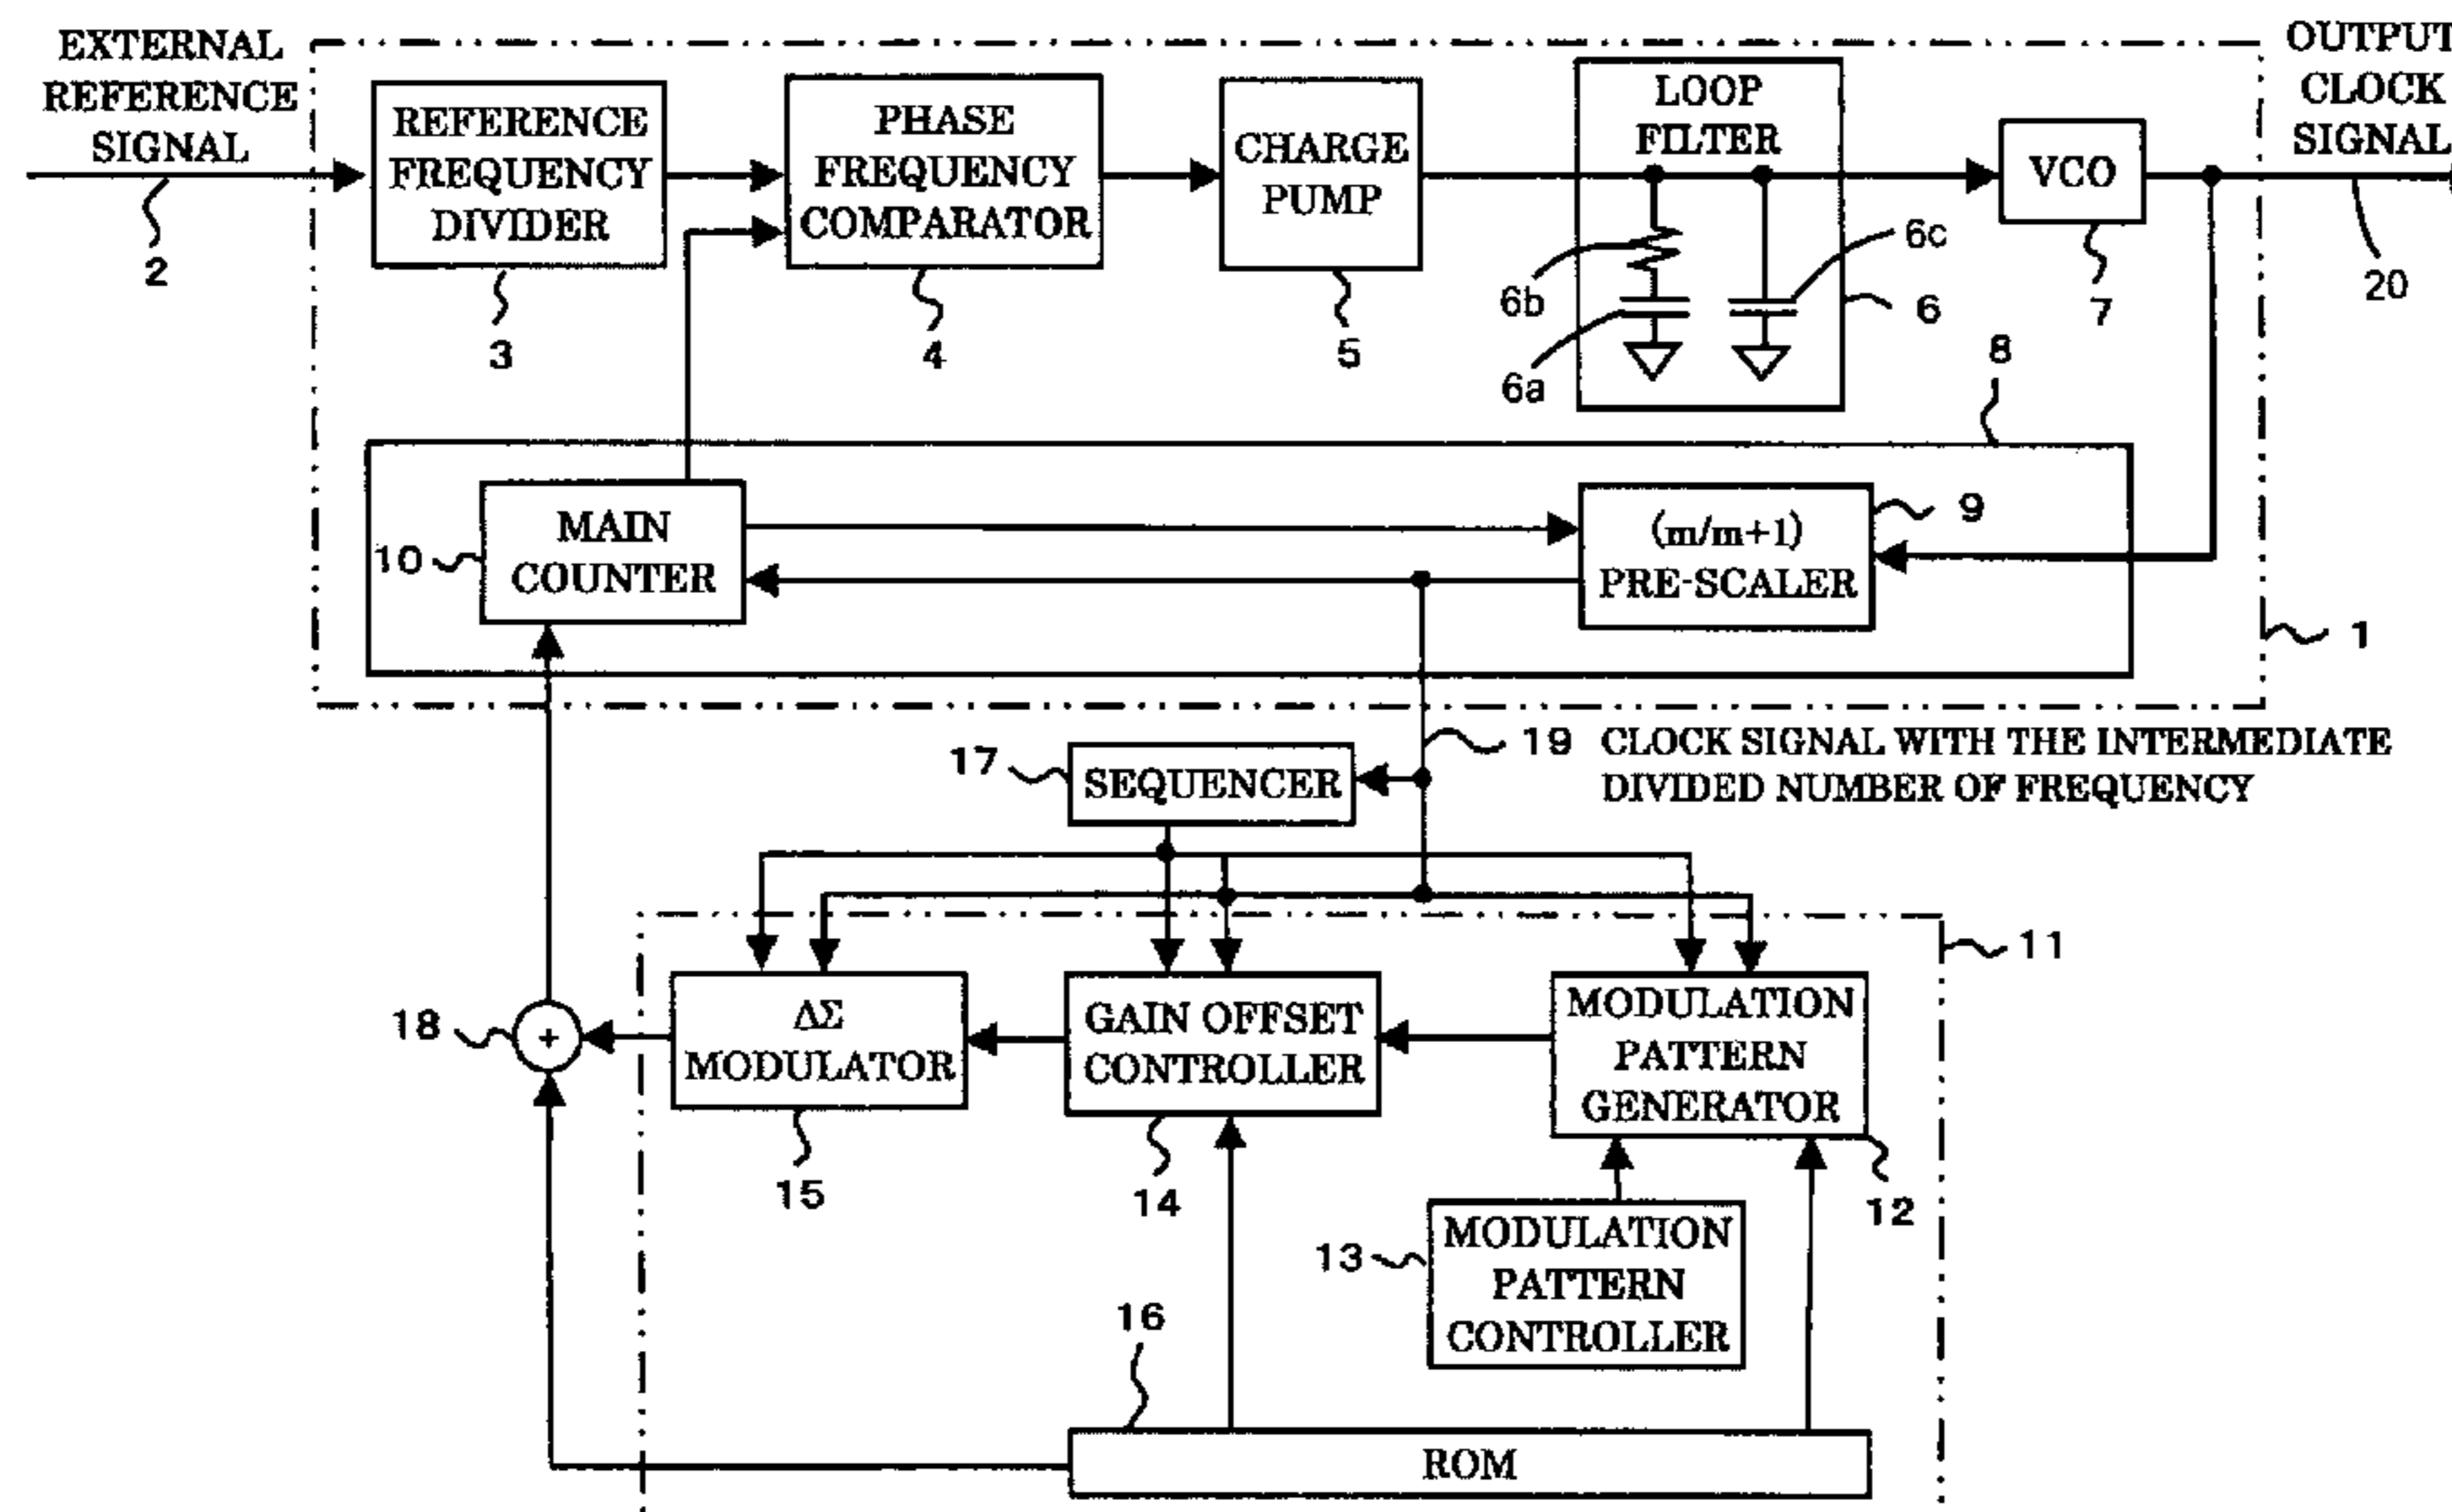 EXTERNAL
REFERENCE
SIGNAL
2
REFERENCE
FREQUENCY
DIVIDER
3
PHASE
FREQUENCY
COMPARATOR
4
CHARGE
PUMP
5
LOOP
FILTER
6b
6a
6c
6
VCO
7
OUTPUT
CLOCK
SIGNAL
20
8
MAIN
COUNTER
10
(m/m+1)
PRE-SCALER
9
1
19 CLOCK SIGNAL WITH THE INTERMEDIATE
DIVIDED NUMBER OF FREQUENCY
17
SEQUENCER
11
18
+
ΔΣ
MODULATOR
15
GAIN OFFSET
CONTROLLER
14
MODULATION
PATTERN
GENERATOR
12
13
MODULATION
PATTERN
CONTROLLER
16
ROM